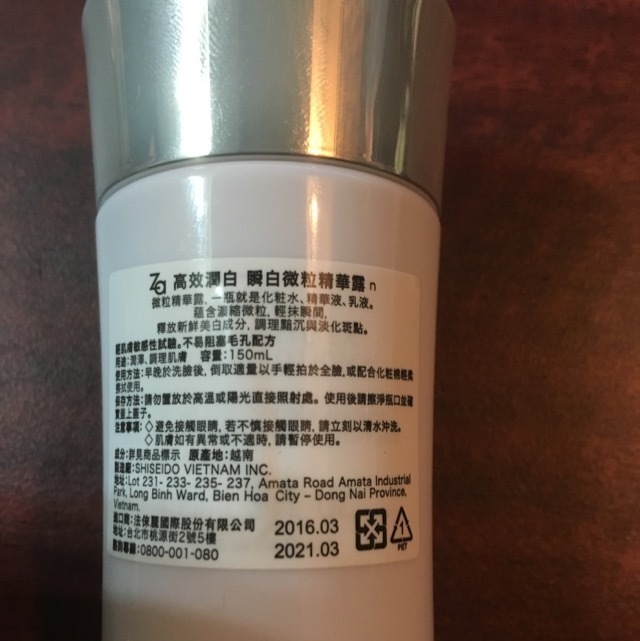 Za 高效潤白 瞬白微粒精華露 n
微粒精華露, 一瓶就是化粧水、精華液、乳液。
蘊含濃縮微粒, 輕抹瞬間,
釋放新鮮美白成分, 調理黯沉與淡化斑點。
經肌膚敏感性試驗。不易阻塞毛孔配方
用途:潤澤、調理肌膚 容量:150mL
使用方法:早晚於洗臉後, 倒取適量以手輕拍於全臉,或配合化粧棉輕柔
擦拭使用。
保存方法:請勿置放於高溫或陽光直接照射處。使用後請擦淨瓶口並確
實蓋上蓋子。
注意事項:◇避免接觸眼睛, 若不慎接觸眼睛, 請立刻以清水沖洗。
◇肌膚如有異常或不適時, 請暫停使用。
成分:詳見商品標示 原產地:越南
製造廠:SHISEIDO VIETNAM INC.
地址:Lot 231- 233- 235- 237, Amata Road Amata Industrial
Park, Long Binh Ward, Bien Hoa City – Dong Nai Province,
Vietnam.
進口商:法徠麗國際股份有限公司 2016.03
地址:台北市桃源街2號5樓
諮詢專線:0800-001-080 2021.03
1
PET